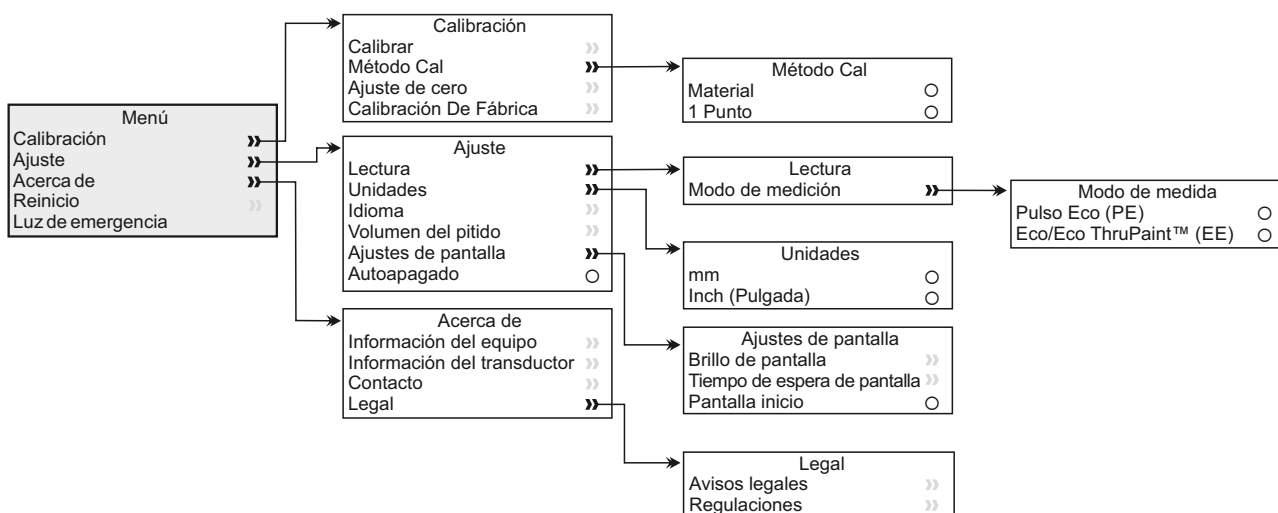 Menú
Calibración
Ajuste
Acerca de
Reinicio
Luz de emergencia
Calibración
Calibrar
Método Cal
Ajuste de cero
Calibración De Fábrica
Método Cal
Material
1 Punto
Ajuste
Lectura
Unidades
Idioma
Volumen del pitido
Ajustes de pantalla
Autoapagado
Lectura
Modo de medición
Modo de medida
Pulso Eco (PE)
Eco/Eco ThruPaint™ (EE)
Unidades
mm
Inch (Pulgada)
Acerca de
Información del equipo
Información del transductor
Contacto
Legal
Ajustes de pantalla
Brillo de pantalla
Tiempo de espera de pantalla
Pantalla inicio
Legal
Avisos legales
Regulaciones